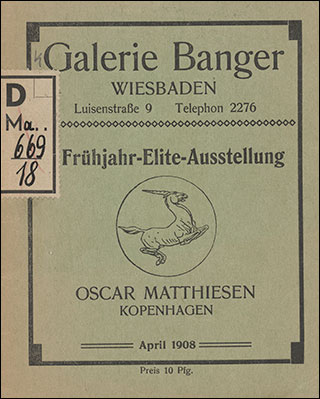 Galerie Banger
WIESBADEN
Luisenstraße 9 Telephon 2276
D
Ma..
669
18
Frühjahr-Elite-Ausstellung
OSCAR MATTHIESEN
KOPENHAGEN
April 1908
Preis 10 Pfg.